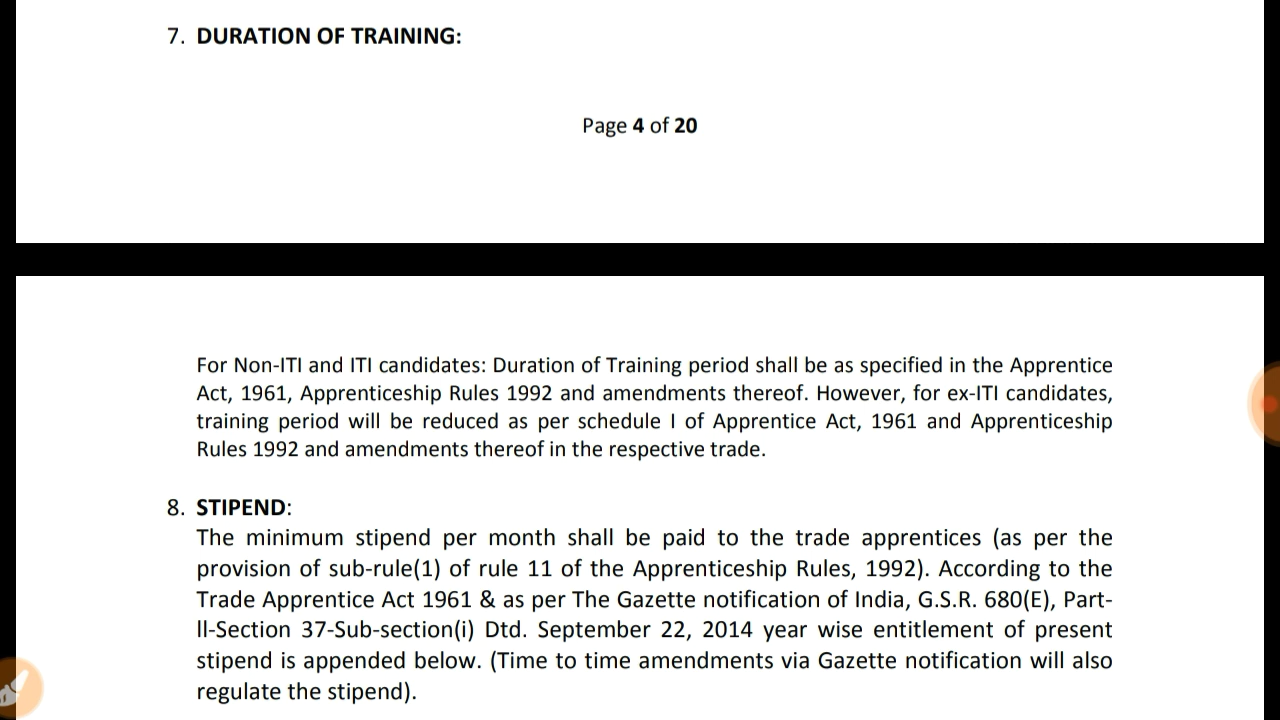 7. DURATION OF TRAINING:
Page 4 of 20
For Non-ITI and ITI candidates: Duration of Training period shall be as specified in the Apprentice
Act, 1961, Apprenticeship Rules 1992 and amendments thereof. However, for ex-ITI candidates,
training period will be reduced as per schedule I of Apprentice Act, 1961 and Apprenticeship
Rules 1992 and amendments thereof in the respective trade.
8. STIPEND:
The minimum stipend per month shall be paid to the trade apprentices (as per the
provision of sub-rule(1) of rule 11 of the Apprenticeship Rules, 1992). According to the
Trade Apprentice Act 1961 & as per The Gazette notification of India, G.S.R. 680(E), Part-
II-Section 37-Sub-section(i) Dtd. September 22, 2014 year wise entitlement of present
stipend is appended below. (Time to time amendments via Gazette notification will also
regulate the stipend).